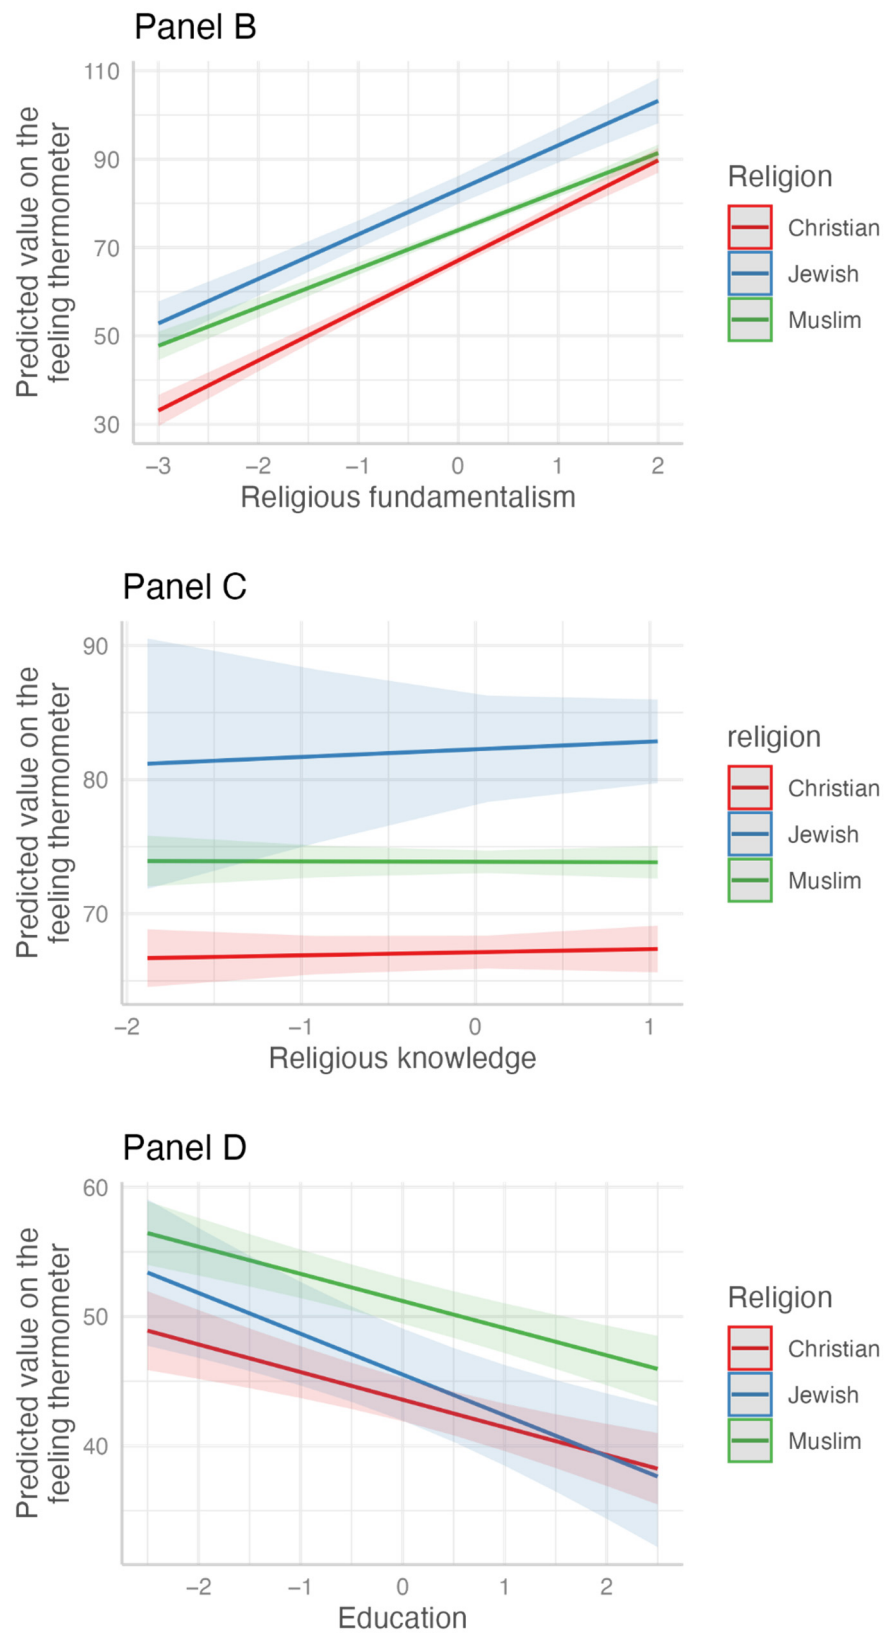 Panel B
Predicted value on the
feeling thermometer
110
90
70
50
30
−3 −2 −1 0 1 2
Religious fundamentalism
Religion
Christian
Jewish
Muslim
Panel C
Predicted value on the
feeling thermometer
90
80
70
−2 −1 0 1
Religious knowledge
religion
Christian
Jewish
Muslim
Panel D
Predicted value on the
feeling thermometer
60
50
40
−2 −1 0 1 2
Education
Religion
Christian
Jewish
Muslim